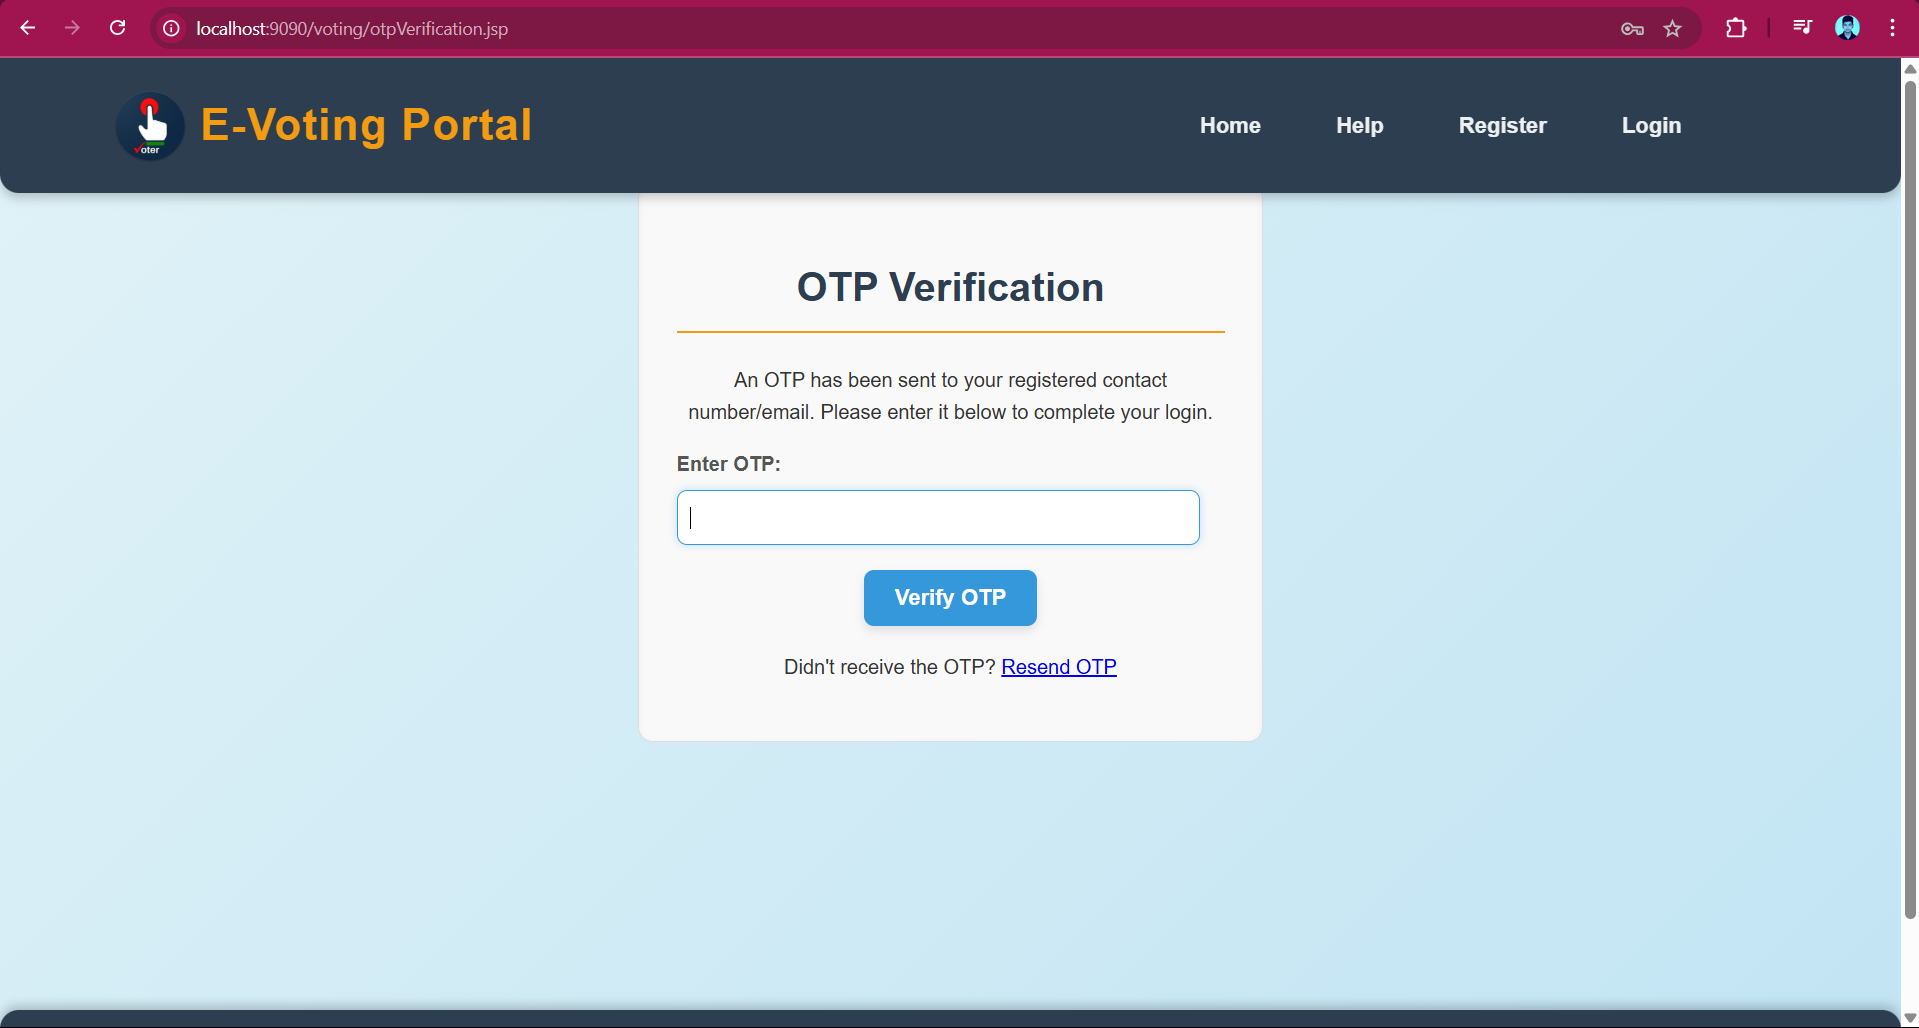 localhost:9090/voting/otpVerification.jsp
voter
E-Voting Portal
Home
Help
Register
Login
OTP Verification
An OTP has been sent to your registered contact
number/email. Please enter it below to complete your login.
Enter OTP:
Verify OTP
Didn't receive the OTP? Resend OTP